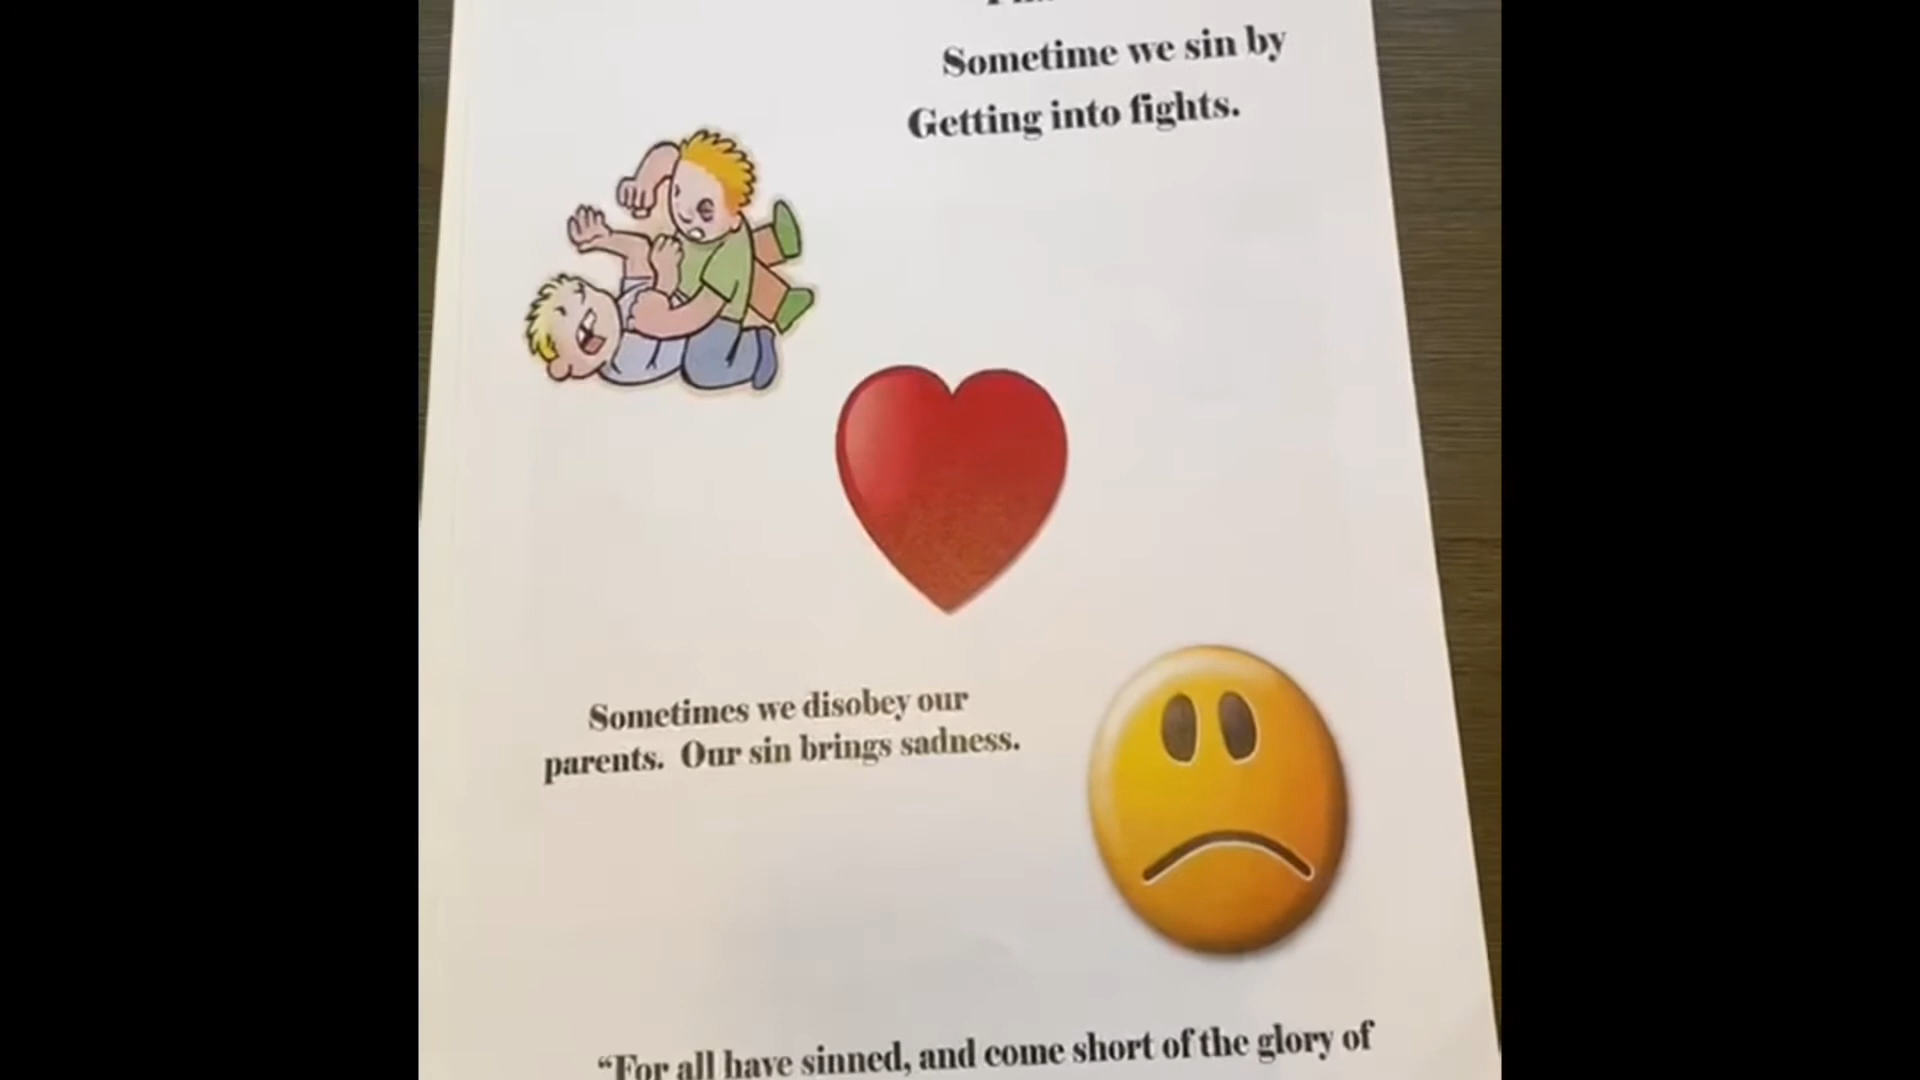 Sometime we sin by
Getting into fights.
Sometimes we disobey our
parents. Our sin brings sadness.
“For all have sinned, and come short of the glory of